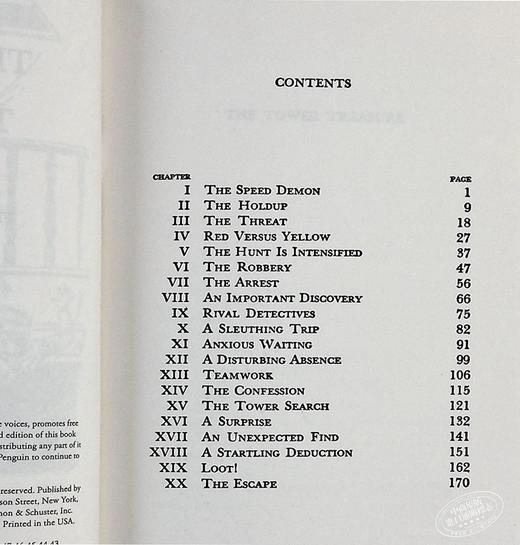 CONTENTS
CHAPTER PAGE
I THE SPEED DEMON 1
II THE HOLDUP 9
III THE THREAT 18
IV RED VERSUS YELLOW 27
V THE HUNT IS INTENSIFIED 37
VI THE ROBBERY 47
VII THE ARREST 56
VIII AN IMPORTANT DISCOVERY 66
IX RIVAL DETECTIVES 75
X A SLEUTHING TRIP 82
XI ANXIOUS WAITING 91
XII A DISTURBING ABSENCE 99
XIII TEAMWORK 106
XIV THE CONFESSION 115
XV THE TOWER SEARCH 121
XVI A SURPRISE 132
XVII AN UNEXPECTED FIND 141
XVIII A STARTLING DEDUCTION 151
XIX LOOT! 162
XX THE ESCAPE 170
voices, promotes free
edition of this book
stributing any part of it
Penguin to continue to
reserved. Published by
son Street, New York,
non & Schuster, Inc.
Printed in the USA.